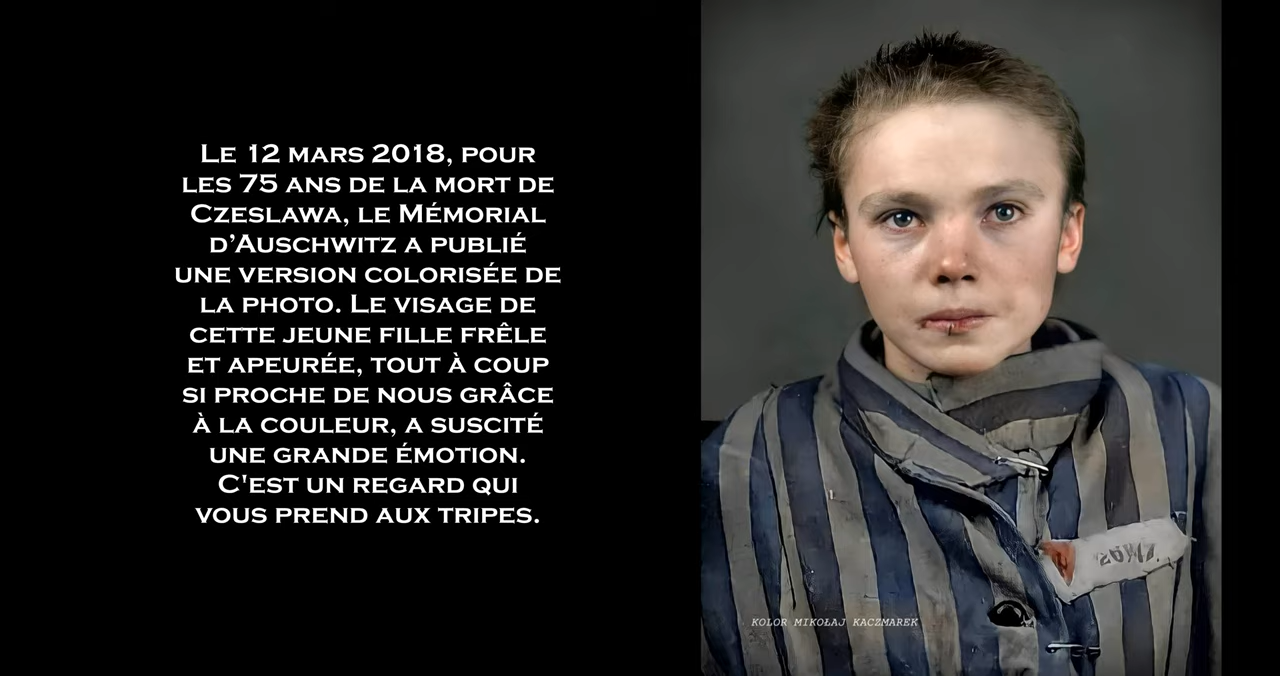 Le 12 mars 2018, pour
les 75 ans de la mort de
Czeslawa, le Mémorial
d’Auschwitz a publié
une version colorisée de
la photo. Le visage de
cette jeune fille frêle
et apeurée, tout à coup
si proche de nous grâce
à la couleur, a suscité
une grande émotion.
C'est un regard qui
vous prend aux tripes.
KOLOR MIKOŁAJ KACZMAREK